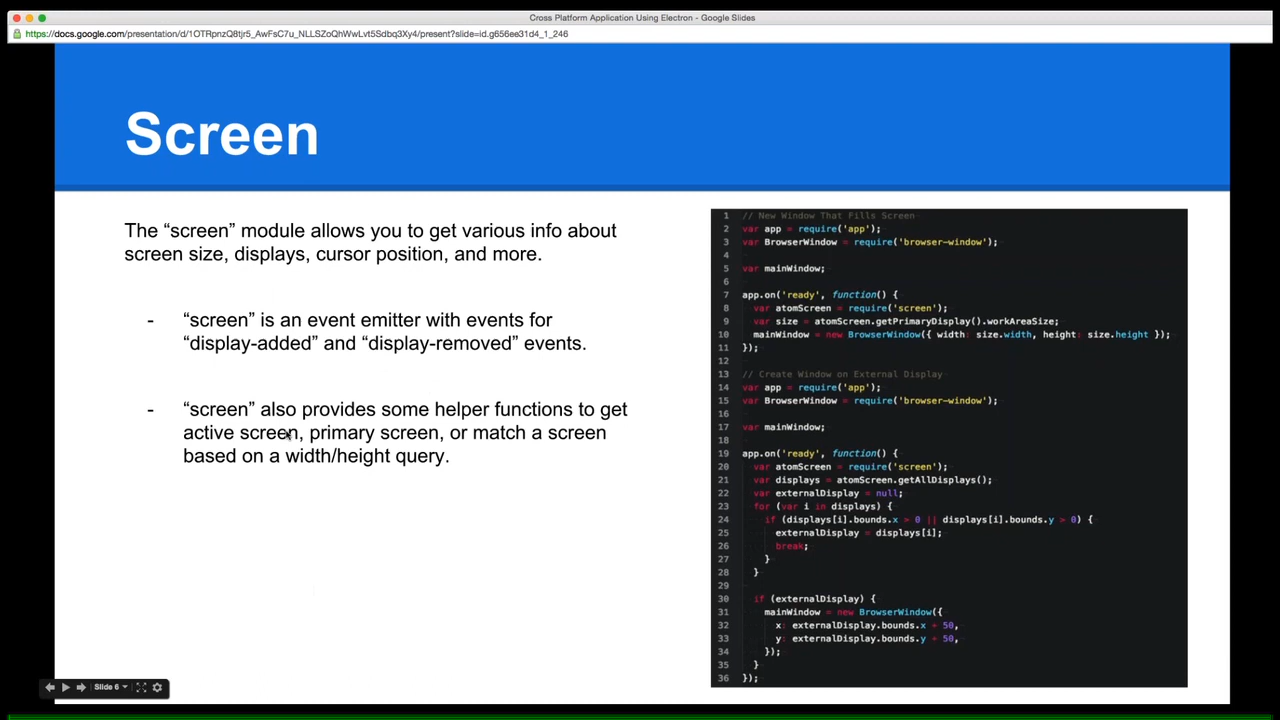 Cross Platform Application Using Electron - Google Slides
https://docs.google.com/presentation/d/1OTRpnzQ8tjr5_AwFsC7u_NLLSZoQhWwLvt5Sdbq3Xy4/present?slide=id.g656ee31d4_1_246
Screen
The “screen” module allows you to get various info about
screen size, displays, cursor position, and more.
- “screen” is an event emitter with events for
“display-added” and “display-removed” events.
- “screen” also provides some helper functions to get
active screen, primary screen, or match a screen
based on a width/height query.
1 // New Window That Fills Screen
2 var app = require('app');
3 var BrowserWindow = require('browser-window');
4
5 var mainWindow;
6
7 app.on('ready', function() {
8 var atomScreen = require('screen');
9 var size = atomScreen.getPrimaryDisplay().workAreaSize;
10 mainWindow = new BrowserWindow({ width: size.width, height: size.height });
11 });
12
13 // Create Window on External Display
14 var app = require('app');
15 var BrowserWindow = require('browser-window');
16
17 var mainWindow;
18
19 app.on('ready', function() {
20 var atomScreen = require('screen');
21 var displays = atomScreen.getAllDisplays();
22 var externalDisplay = null;
23 for (var i in displays) {
24 if (displays[i].bounds.x > 0 || displays[i].bounds.y > 0) {
25 externalDisplay = displays[i];
26 break;
27 }
28 }
29
30 if (externalDisplay) {
31 mainWindow = new BrowserWindow({
32 x: externalDisplay.bounds.x + 50,
33 y: externalDisplay.bounds.y + 50,
34 });
35 }
36 });
Slide 6